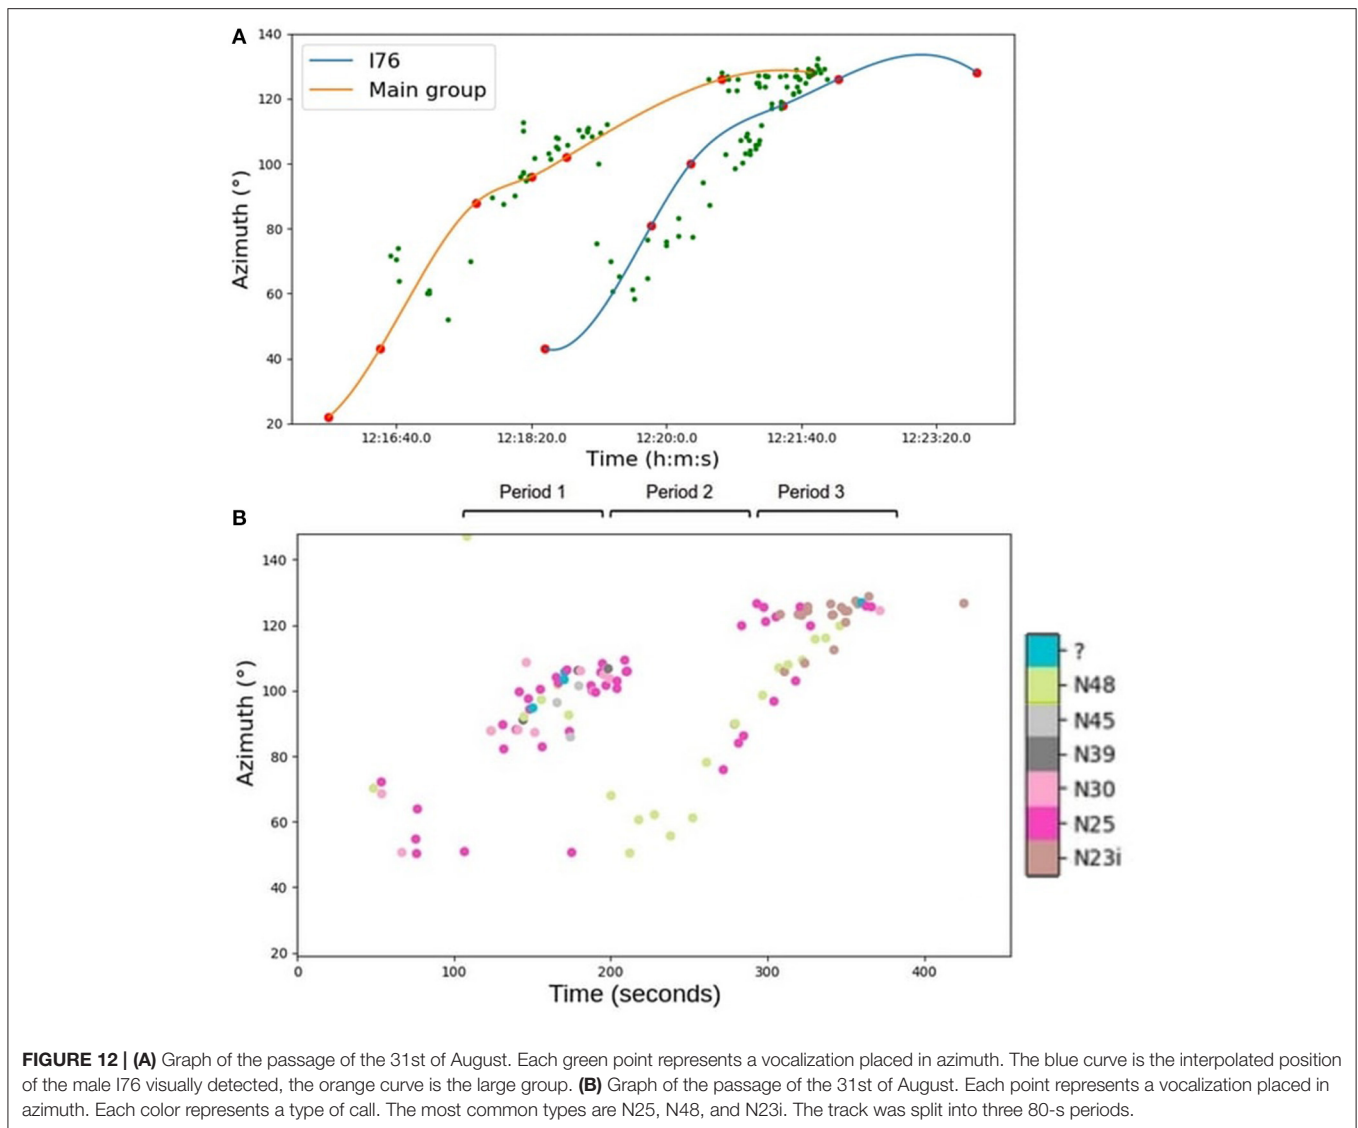 A
I76
Main group
140
120
100
80
60
40
20
Azimuth (°)
12:16:40.0 12:18:20.0 12:20:00.0 12:21:40.0 12:23:20.0
Time (h:m:s)
Period 1 Period 2 Period 3
B
140
120
100
80
60
40
20
Azimuth (°)
0 100 200 300 400
Time (seconds)
?
N48
N45
N39
N30
N25
N23i
FIGURE 12 | (A) Graph of the passage of the 31st of August. Each green point represents a vocalization placed in azimuth. The blue curve is the interpolated position
of the male I76 visually detected, the orange curve is the large group. (B) Graph of the passage of the 31st of August. Each point represents a vocalization placed in
azimuth. Each color represents a type of call. The most common types are N25, N48, and N23i. The track was split into three 80-s periods.